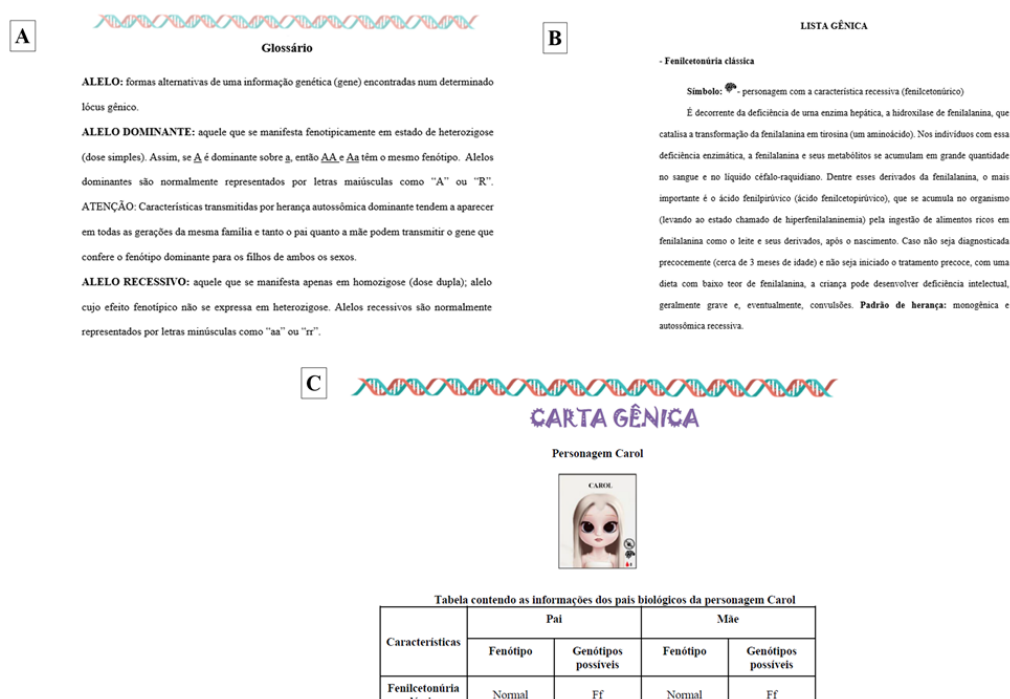 A
Glossário
ALELO: formas alternativas de uma informação genética (gene) encontradas num determinado
lócus gênico.
ALELO DOMINANTE: aquele que se manifesta fenotipicamente em estado de heterozigose
(dose simples). Assim, se A é dominante sobre a, então AA e Aa têm o mesmo fenótipo. Alelos
dominantes são normalmente representados por letras maiúsculas como “A” ou “R”.
ATENÇÃO: Características transmitidas por herança autossômica dominante tendem a aparecer
em todas as gerações da mesma família e tanto o pai quanto a mãe podem transmitir o gene que
confere o fenótipo dominante para os filhos de ambos os sexos.
ALELO RECESSIVO: aquele que se manifesta apenas em homozigose (dose dupla); alelo
cujo efeito fenotípico não se expressa em heterozigose. Alelos recessivos são normalmente
representados por letras minúsculas como “aa” ou “rr”.
B
LISTA GÊNICA
- Fenilcetonúria clássica
Símbolo: - personagem com a característica recessiva (fenilcetonúrico)
É decorrente da deficiência de uma enzima hepática, a hidroxilase de fenilalanina, que
catalisa a transformação da fenilalanina em tirosina (um aminoácido). Nos indivíduos com essa
deficiência enzimática, a fenilalanina e seus metabólitos se acumulam em grande quantidade
no sangue e no líquido céfalo-raquidiano. Dentre esses derivados da fenilalanina, o mais
importante é o ácido fenilpirúvico (ácido fenilcetopirúvico), que se acumula no organismo
(levando ao estado chamado de hiperfenilalaninemia) pela ingestão de alimentos ricos em
fenilalanina como o leite e seus derivados, após o nascimento. Caso não seja diagnosticada
precocemente (cerca de 3 meses de idade) e não seja iniciado o tratamento precoce, com uma
dieta com baixo teor de fenilalanina, a criança pode desenvolver deficiência intelectual,
geralmente grave e, eventualmente, convulsões. Padrão de herança: monogênica e
autossômica recessiva.
C
CARTA GÊNICA
Personagem Carol
CAROL
Tabela contendo as informações dos pais biológicos da personagem Carol
Características Pai Mãe
Fenótipo Genótipos possíveis Fenótipo Genótipos possíveis
Fenilcetonúria Normal Ff Normal Ff